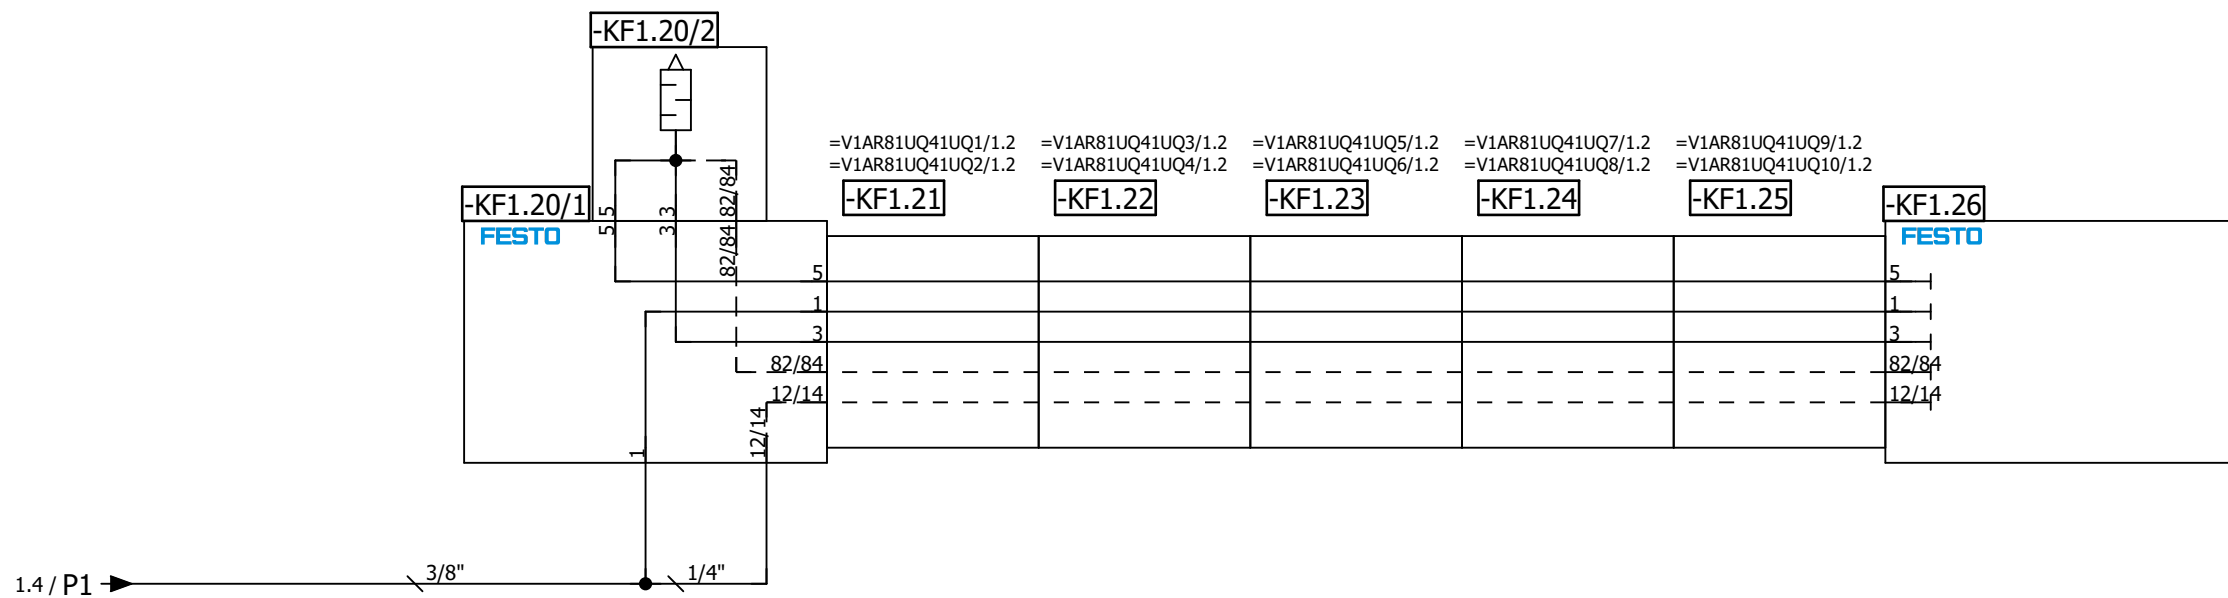 -KF1.20/2
=V1AR81UQ41UQ1/1.2 =V1AR81UQ41UQ3/1.2 =V1AR81UQ41UQ5/1.2 =V1AR81UQ41UQ7/1.2 =V1AR81UQ41UQ9/1.2
=V1AR81UQ41UQ2/1.2 =V1AR81UQ41UQ4/1.2 =V1AR81UQ41UQ6/1.2 =V1AR81UQ41UQ8/1.2 =V1AR81UQ41UQ10/1.2
-KF1.21 -KF1.22 -KF1.23 -KF1.24 -KF1.25
-KF1.20/1 -KF1.26
5 3 82/84
FESTO FESTO
5 3 82/84
5 5
1 1
3 3
82/84 82/84
12/14 12/14
1 12/14
1.4 / P1 3/8" 1/4"